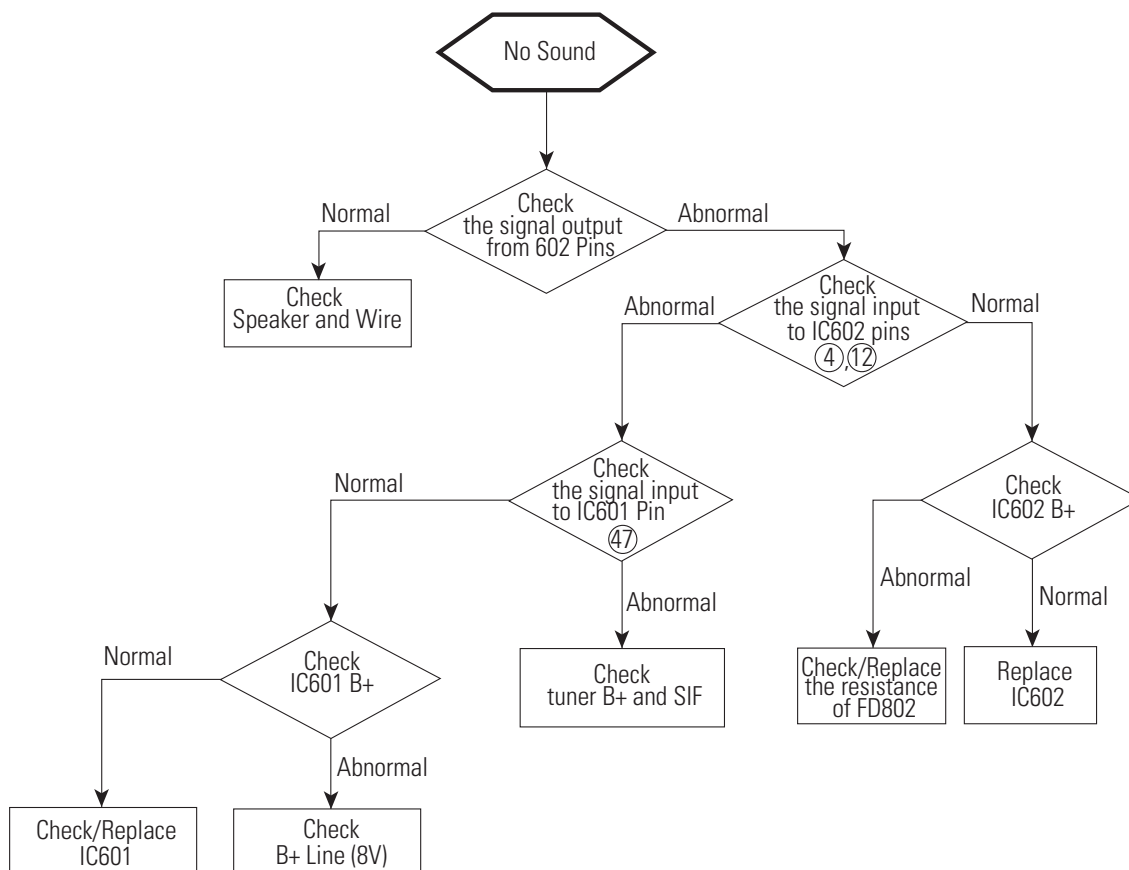 No Sound
Check
the signal output
from 602 Pins
Normal
Abnormal
Check
Speaker and Wire
Check
the signal input
to IC602 pins
④,⑫
Abnormal
Normal
Check
the signal input
to IC601 Pin
㊼
Normal
Check
IC602 B+
Abnormal
Abnormal
Normal
Check
IC601 B+
Normal
Check
tuner B+ and SIF
Check/Replace
the resistance
of FD802
Replace
IC602
Abnormal
Check/Replace
IC601
Check
B+ Line (8V)